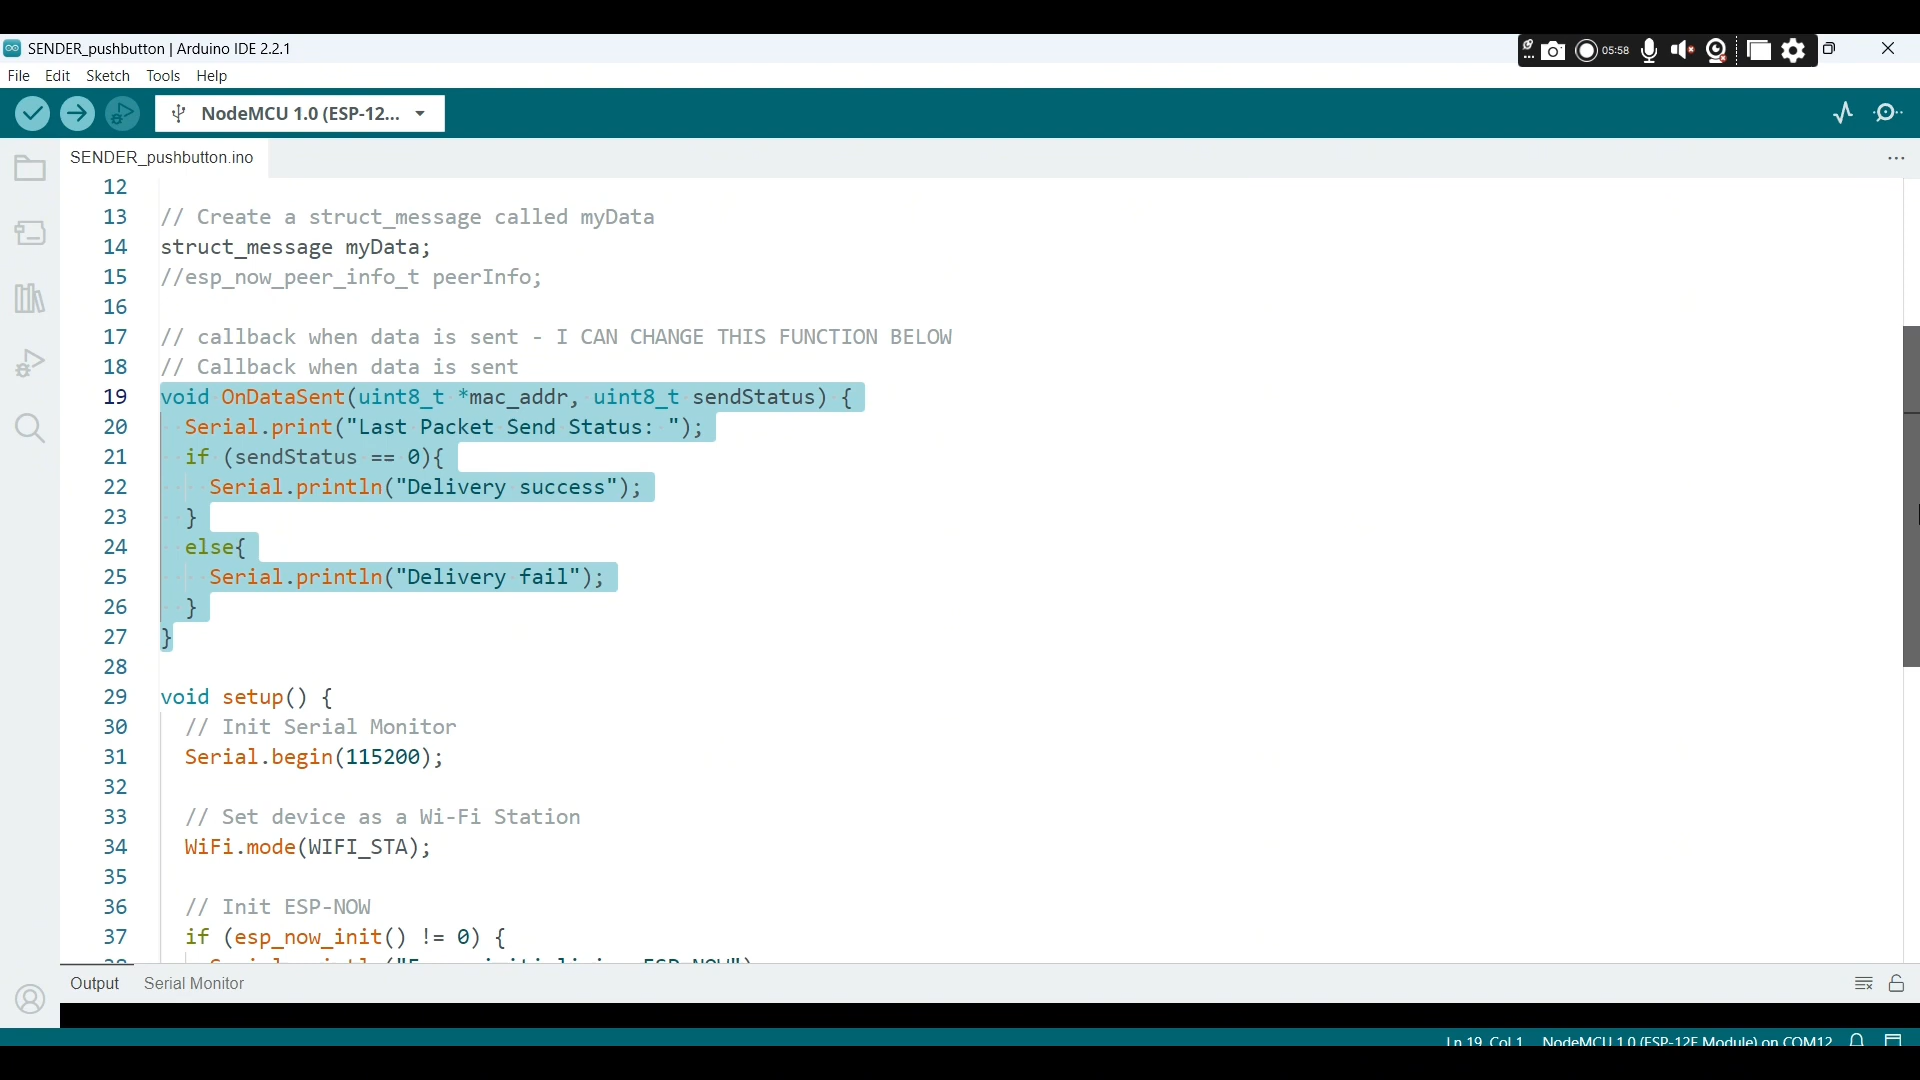 SENDER_pushbutton | Arduino IDE 2.2.1
05:58
File Edit Sketch Tools Help
NodeMCU 1.0 (ESP-12...
SENDER_pushbutton.ino
12
13 // Create a struct_message called myData
14 struct_message myData;
15 //esp_now_peer_info_t peerInfo;
16
17 // callback when data is sent - I CAN CHANGE THIS FUNCTION BELOW
18 // Callback when data is sent
19 void OnDataSent(uint8_t *mac_addr, uint8_t sendStatus) {
20 Serial.print("Last Packet Send Status: ");
21 if (sendStatus == 0){
22 Serial.println("Delivery success");
23 }
24 else{
25 Serial.println("Delivery fail");
26 }
27 }
28
29 void setup() {
30 // Init Serial Monitor
31 Serial.begin(115200);
32
33 // Set device as a Wi-Fi Station
34 WiFi.mode(WIFI_STA);
35
36 // Init ESP-NOW
37 if (esp_now_init() != 0) {
Output Serial Monitor
Ln 19, Col 1 NodeMCU 1.0 (ESP-12E Module) on COM12